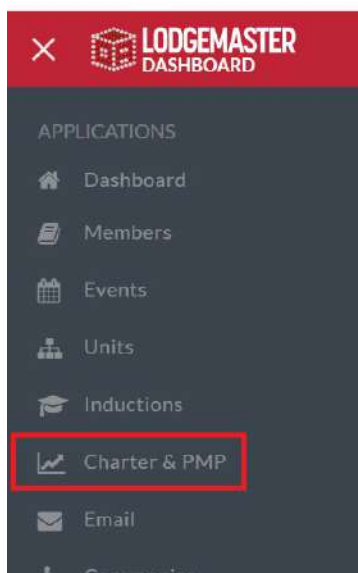 LODGEMASTER
DASHBOARD
APPLICATIONS
Dashboard
Members
Events
Units
Inductions
Charter & PMP
Email